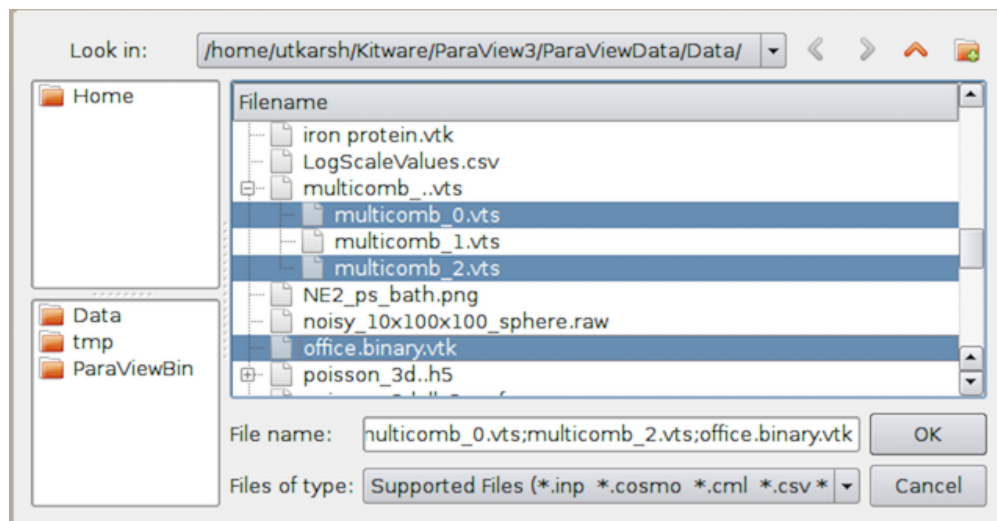 Look in: /home/utkarsh/Kitware/ParaView3/ParaViewData/Data/
Home
Data
tmp
ParaViewBin
Filename
iron protein.vtk
LogScaleValues.csv
multicomb_..vts
multicomb_0.vts
multicomb_1.vts
multicomb_2.vts
NE2_ps_bath.png
noisy_10x100x100_sphere.raw
office.binary.vtk
poisson_3d..h5
File name: multicomb_0.vts;multicomb_2.vts;office.binary.vtk OK
Files of type: Supported Files (*.inp *.cosmo *.cml *.csv * Cancel